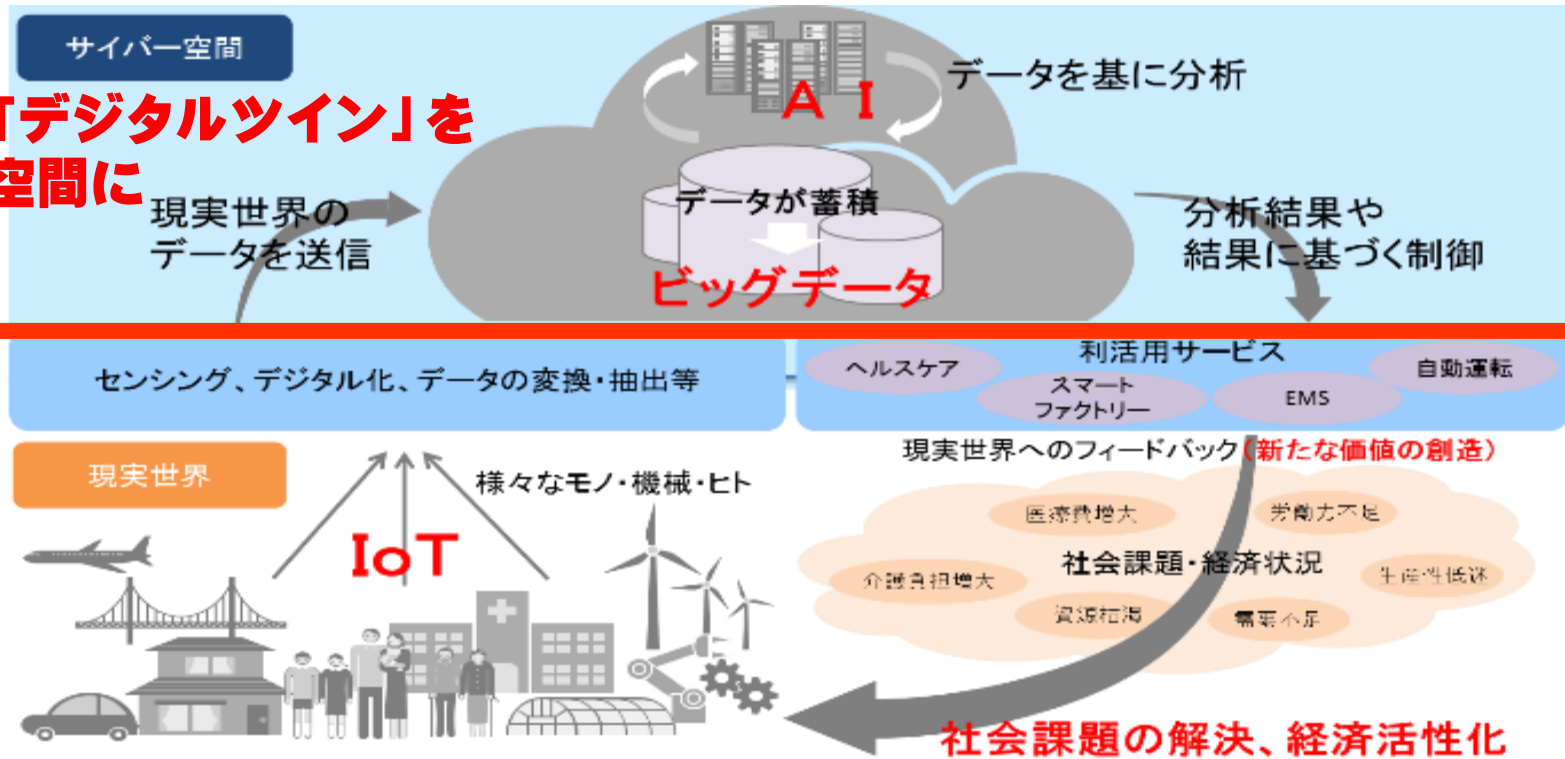 サイバー空間
「デジタルツイン」を
空間に
現実世界の
データを送信
AI
データを基に分析
データが蓄積
ビッグデータ
分析結果や
結果に基づく制御
センシング、デジタル化、データの変換・抽出等
利活用サービス
ヘルスケア
スマート
ファクトリー
EMS
自動運転
現実世界
様々なモノ・機械・ヒト
IoT
現実世界へのフィードバック(新たな価値の創造)
医療費増大
労働力不足
社会課題・経済状況
介護負担増大
生産性低迷
資源枯渇
需要不足
社会課題の解決、経済活性化